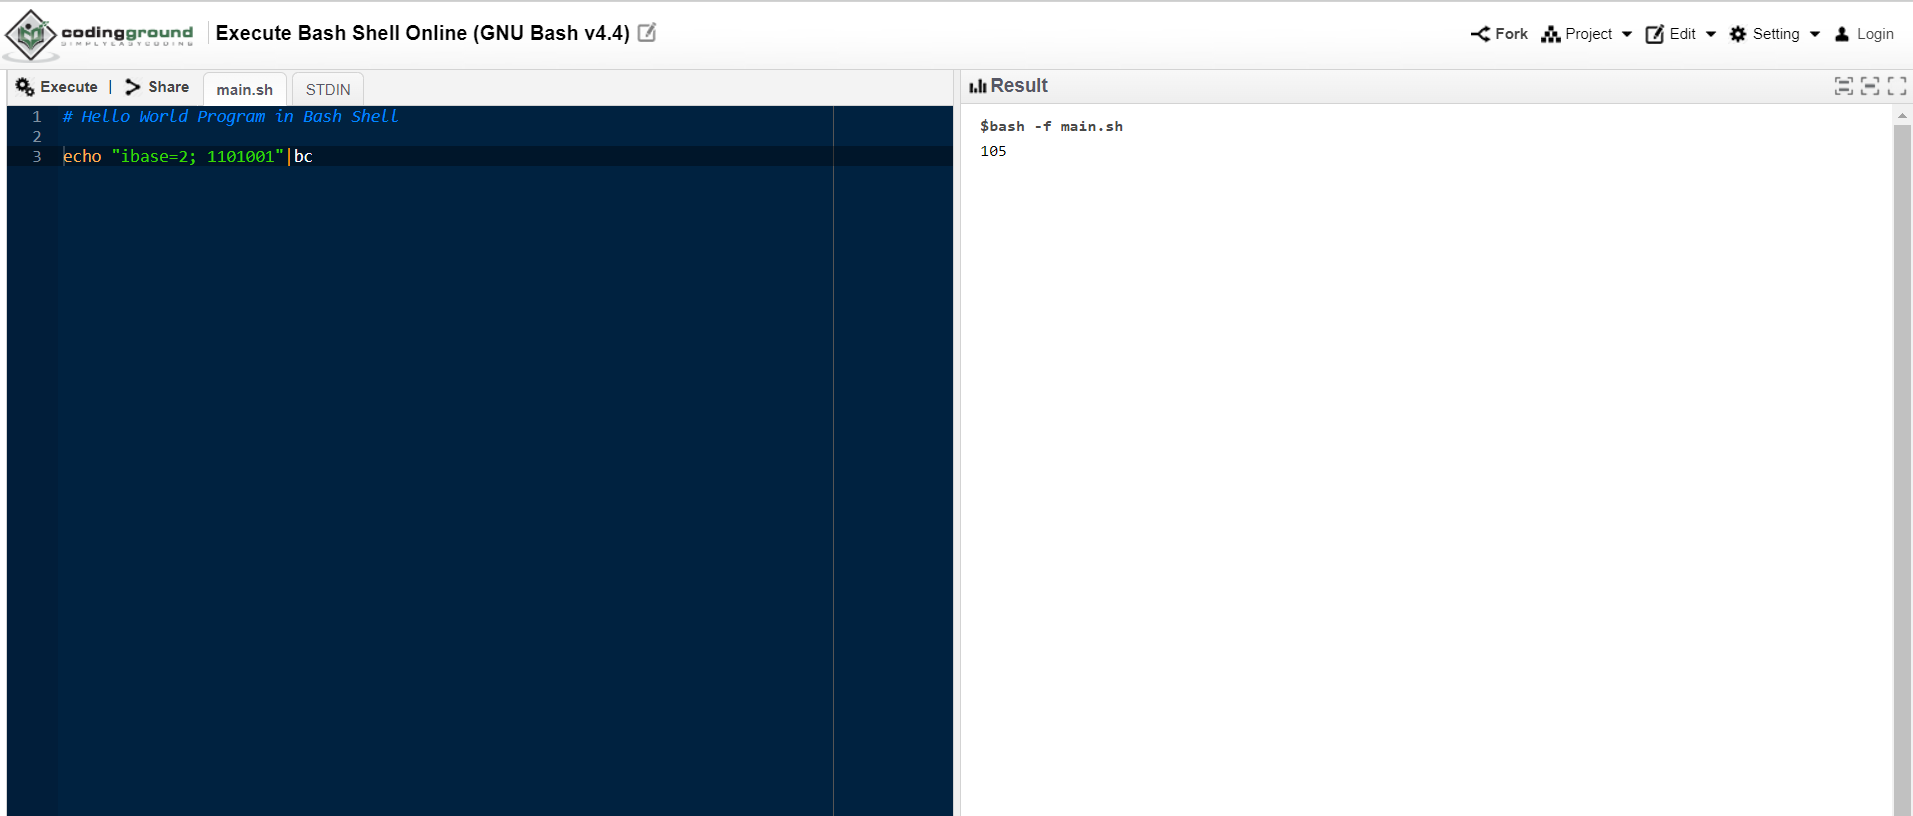 codingground
SIMPLYEASYCODING
Execute Bash Shell Online (GNU Bash v4.4)
Fork Project Edit Setting Login
Execute | Share main.sh STDIN
1 # Hello World Program in Bash Shell
2
3 echo "ibase=2; 1101001"|bc
Result
$bash -f main.sh
105